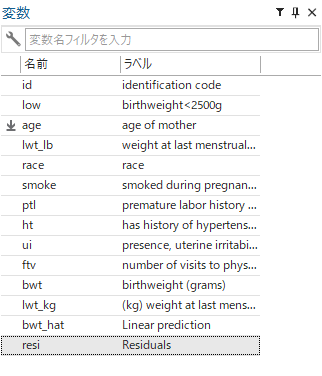 変数
変数名フィルタを入力
名前 ラベル
id identification code
low birthweight<2500g
age age of mother
lwt_lb weight at last menstrual...
race race
smoke smoked during pregnan...
ptl premature labor history ...
ht has history of hypertens...
ui presence, uterine irritabi...
ftv number of visits to phys...
bwt birthweight (grams)
lwt_kg (kg) weight at last mens...
bwt_hat Linear prediction
resi Residuals